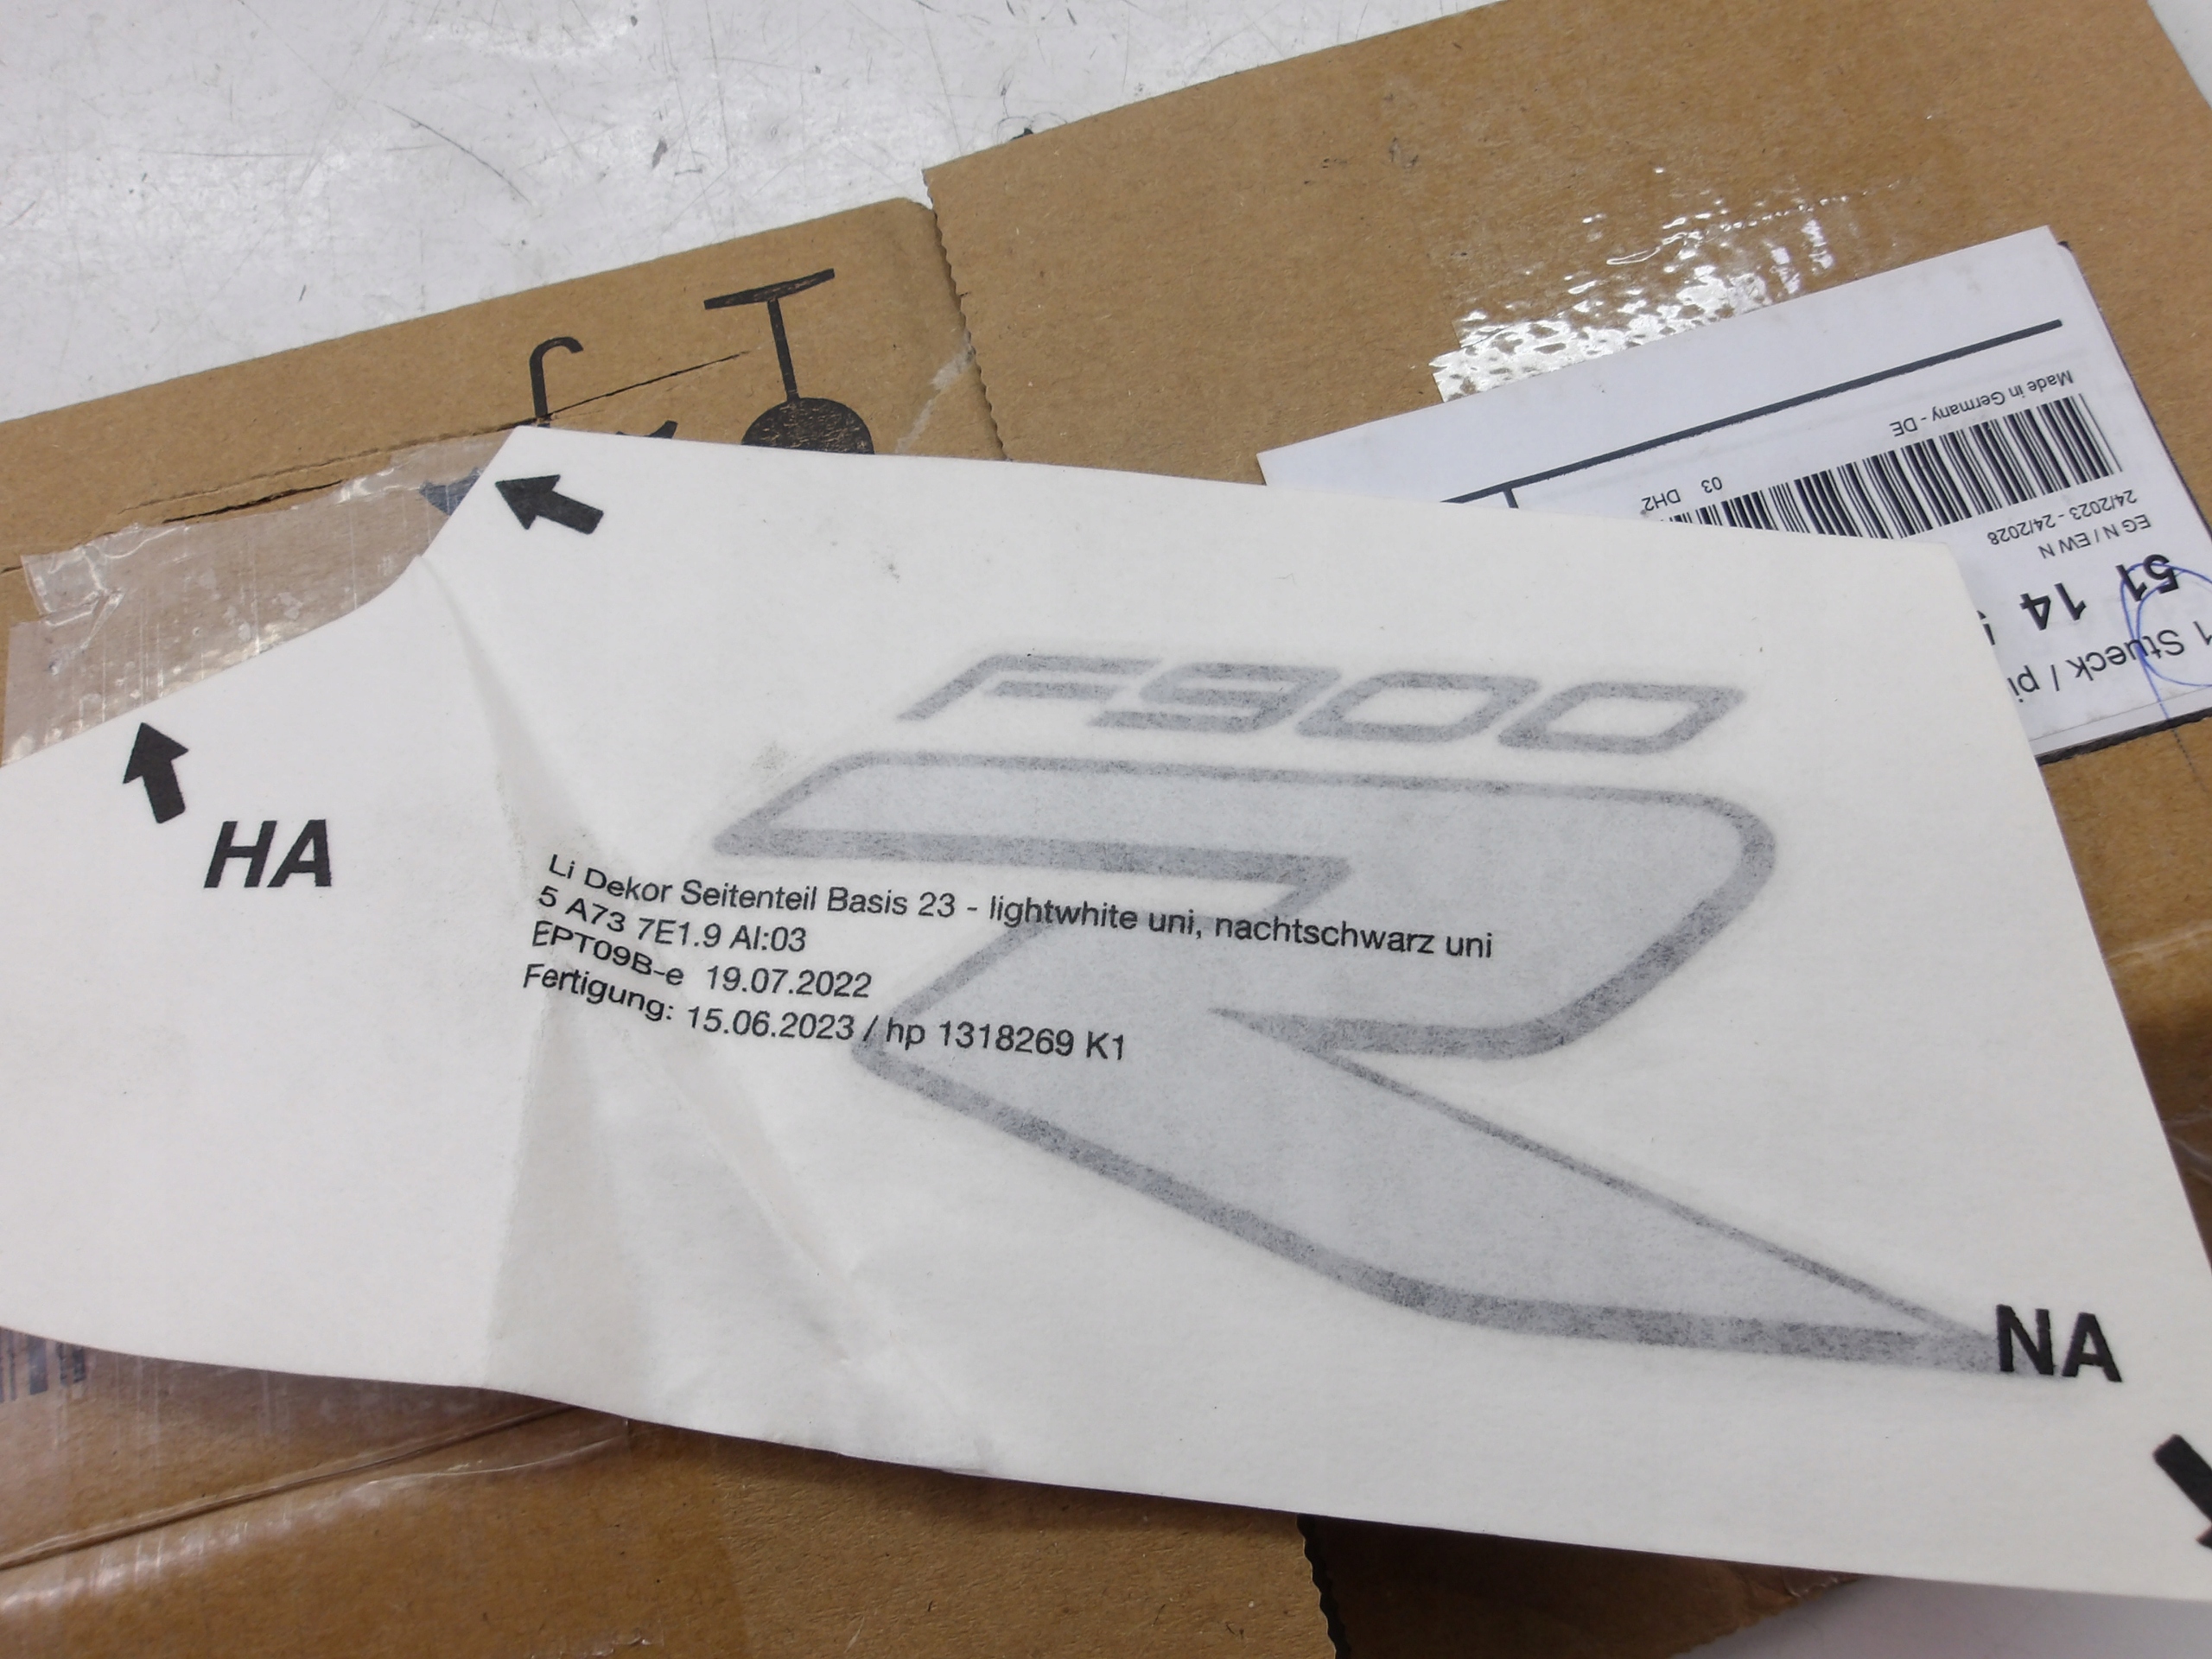 Made in Germany - DE
03 DH2
24/2023 - 24/2028
EG N / EW N
51 14
1 Stueck / pi
F900
R
HA
Li Dekor Seitenteil Basis 23 - lightwhite uni, nachtschwarz uni
5 A73 7E1.9 AI:03
EPT09B-e 19.07.2022
Fertigung: 15.06.2023 / hp 1318269 K1
NA